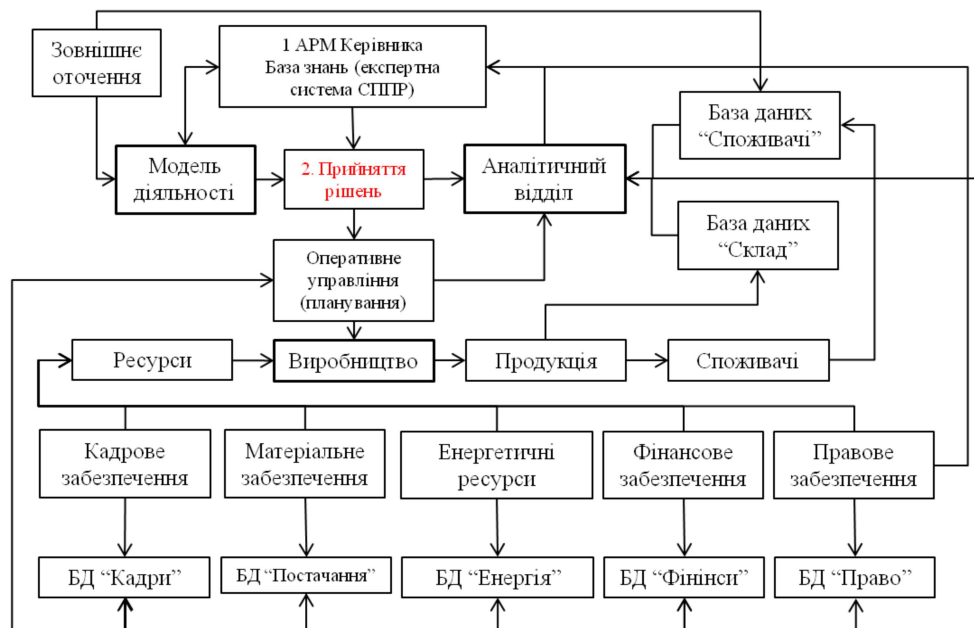 Зовнішнє
оточення
1 АРМ Керівника
База знань (експертна
система СППР)
База даних
“Споживачі”
Модель
діяльності
2. Прийняття
рішень
Аналітичний
відділ
База даних
“Склад”
Оперативне
управління
(планування)
Ресурси
Виробництво
Продукція
Споживачі
Кадрове
забезпечення
Матеріальне
забезпечення
Енергетичні
ресурси
Фінансове
забезпечення
Правове
забезпечення
БД “Кадри”
БД “Постачання”
БД “Енергія”
БД “Фінінси”
БД “Право”